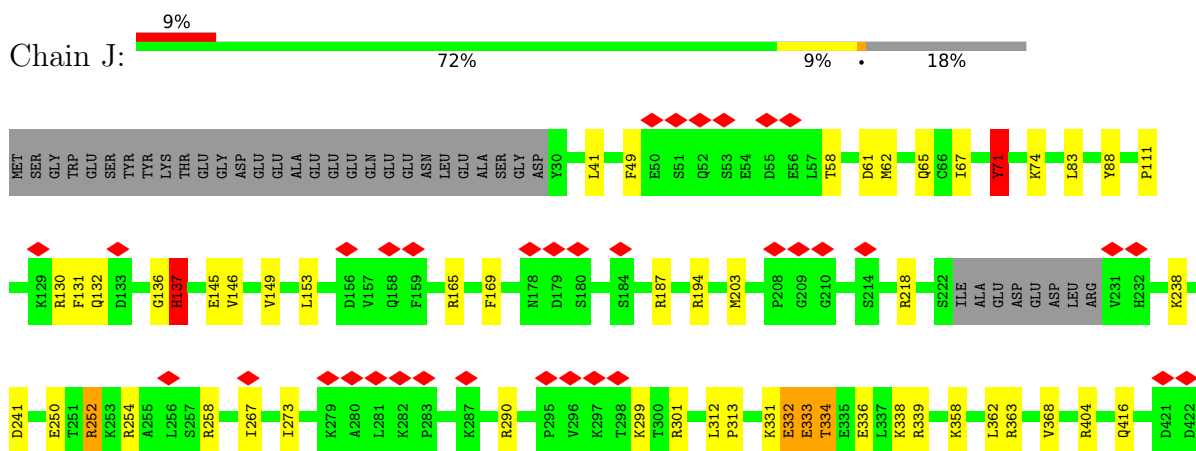 9%
Chain J:
72% 9% • 18%
MET SER GLY TRP GLU SER TYR TYR LYS THR GLU GLY ASP GLU GLU ALA GLU GLU GLU GLN GLU GLU ASN LEU GLU ALA SER GLY ASP Y30 L41 F49 E50 S51 Q52 S53 E54 D55 E56 L57 T58 D61 M62 Q65 C66 I67 Y71 K74 L83 Y88 P111
K129 R130 F131 Q132 D133 G136 H137 E145 V146 V149 L153 D156 V157 Q158 F159 R165 F169 N178 D179 S180 S184 R187 R194 M203 P208 G209 G210 S214 R218 S222 ILE ALA GLU ASP GLU ASP LEU ARG V231 H232 K238
D241 E250 T251 R252 K253 R254 A255 L256 S257 R258 I267 I273 K279 A280 L281 K282 P283 K287 R290 P295 V296 K297 T298 K299 T300 R301 L312 P313 K331 E332 E333 T334 E335 E336 L337 K338 R339 K358 L362 R363 V368 R404 Q416 D421 D422